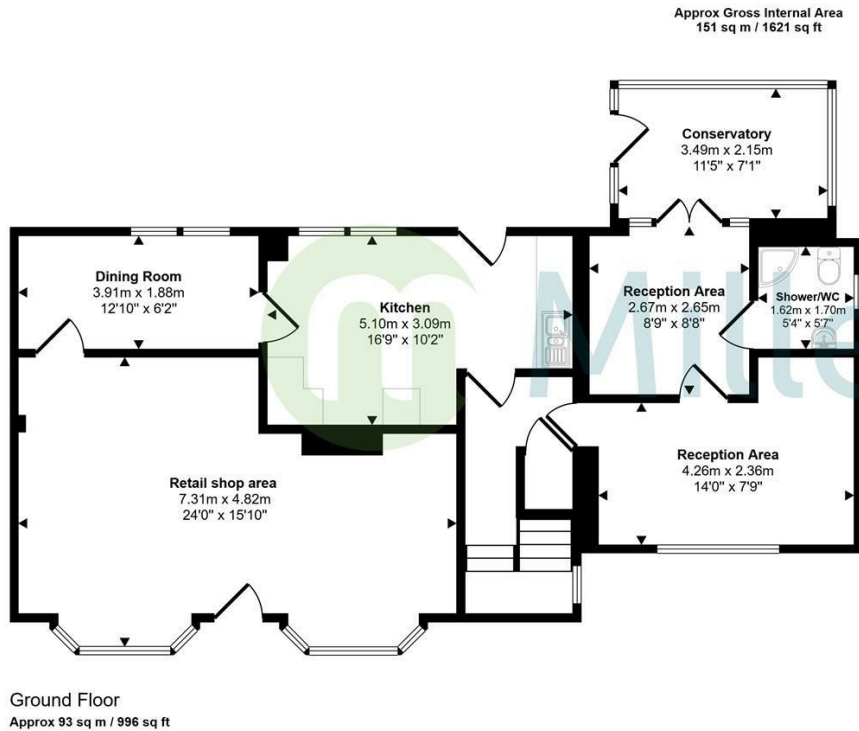 Approx Gross Internal Area
151 sq m / 1621 sq ft
Conservatory
3.49m x 2.15m
11'5" x 7'1"
Dining Room
3.91m x 1.88m
12'10" x 6'2"
Kitchen
5.10m x 3.09m
16'9" x 10'2"
Reception Area
2.67m x 2.65m
8'9" x 8'8"
Shower/WC
1.62m x 1.70m
5'4" x 5'7"
m Mille
Retail shop area
7.31m x 4.82m
24'0" x 15'10"
Reception Area
4.26m x 2.36m
14'0" x 7'9"
Ground Floor
Approx 93 sq m / 996 sq ft